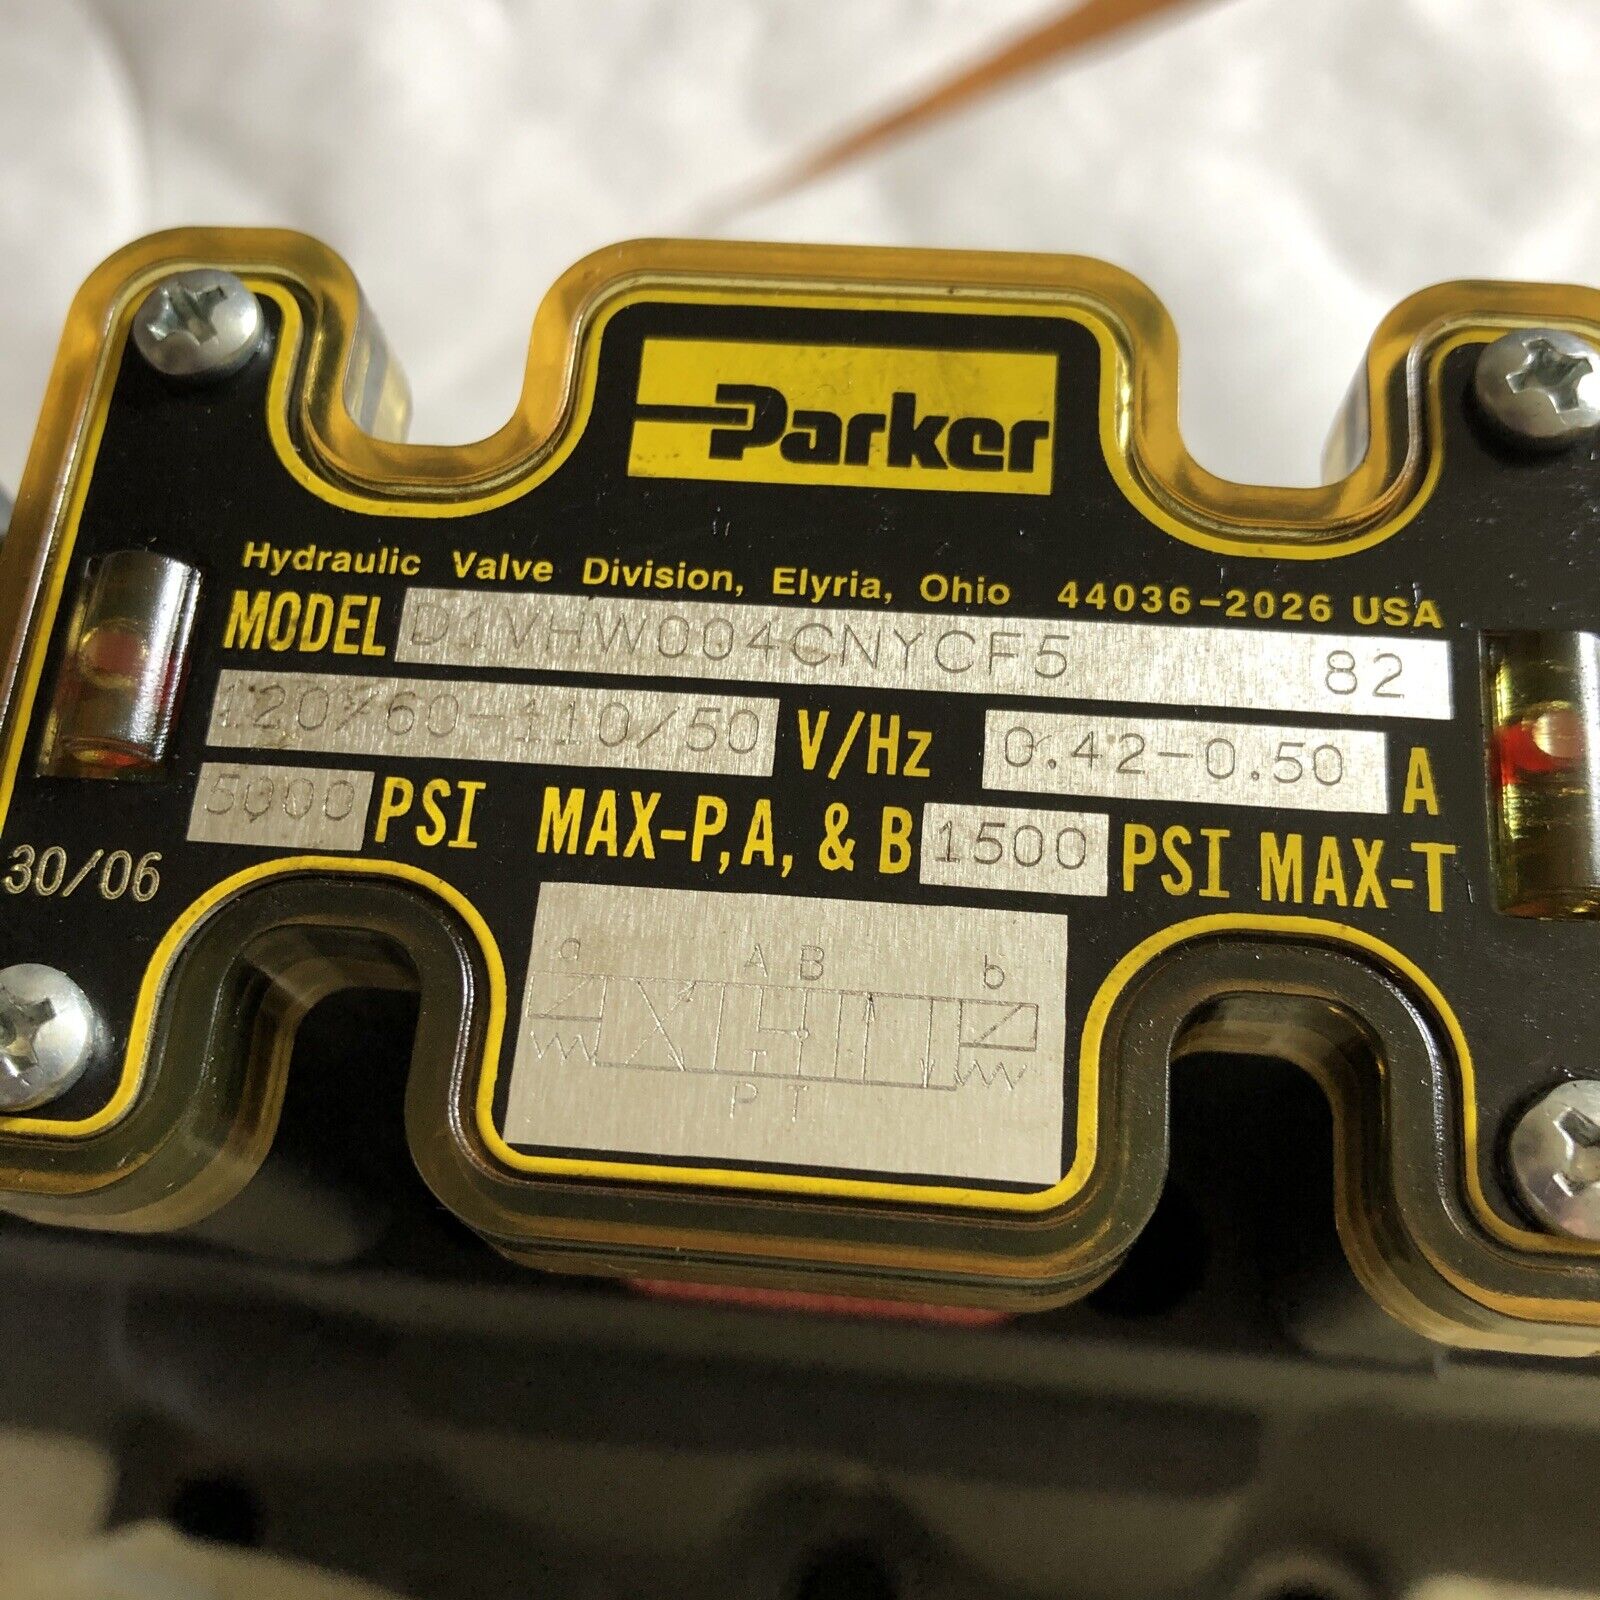 Parker
Hydraulic Valve Division, Elyria, Ohio 44036-2026 USA
MODEL D1VHW004CNYCF5 82
120/60-110/50 V/Hz 0.42-0.50 A
5000 PSI MAX-P, A, & B 1500 PSI MAX-T
30/06
a A B b
P T